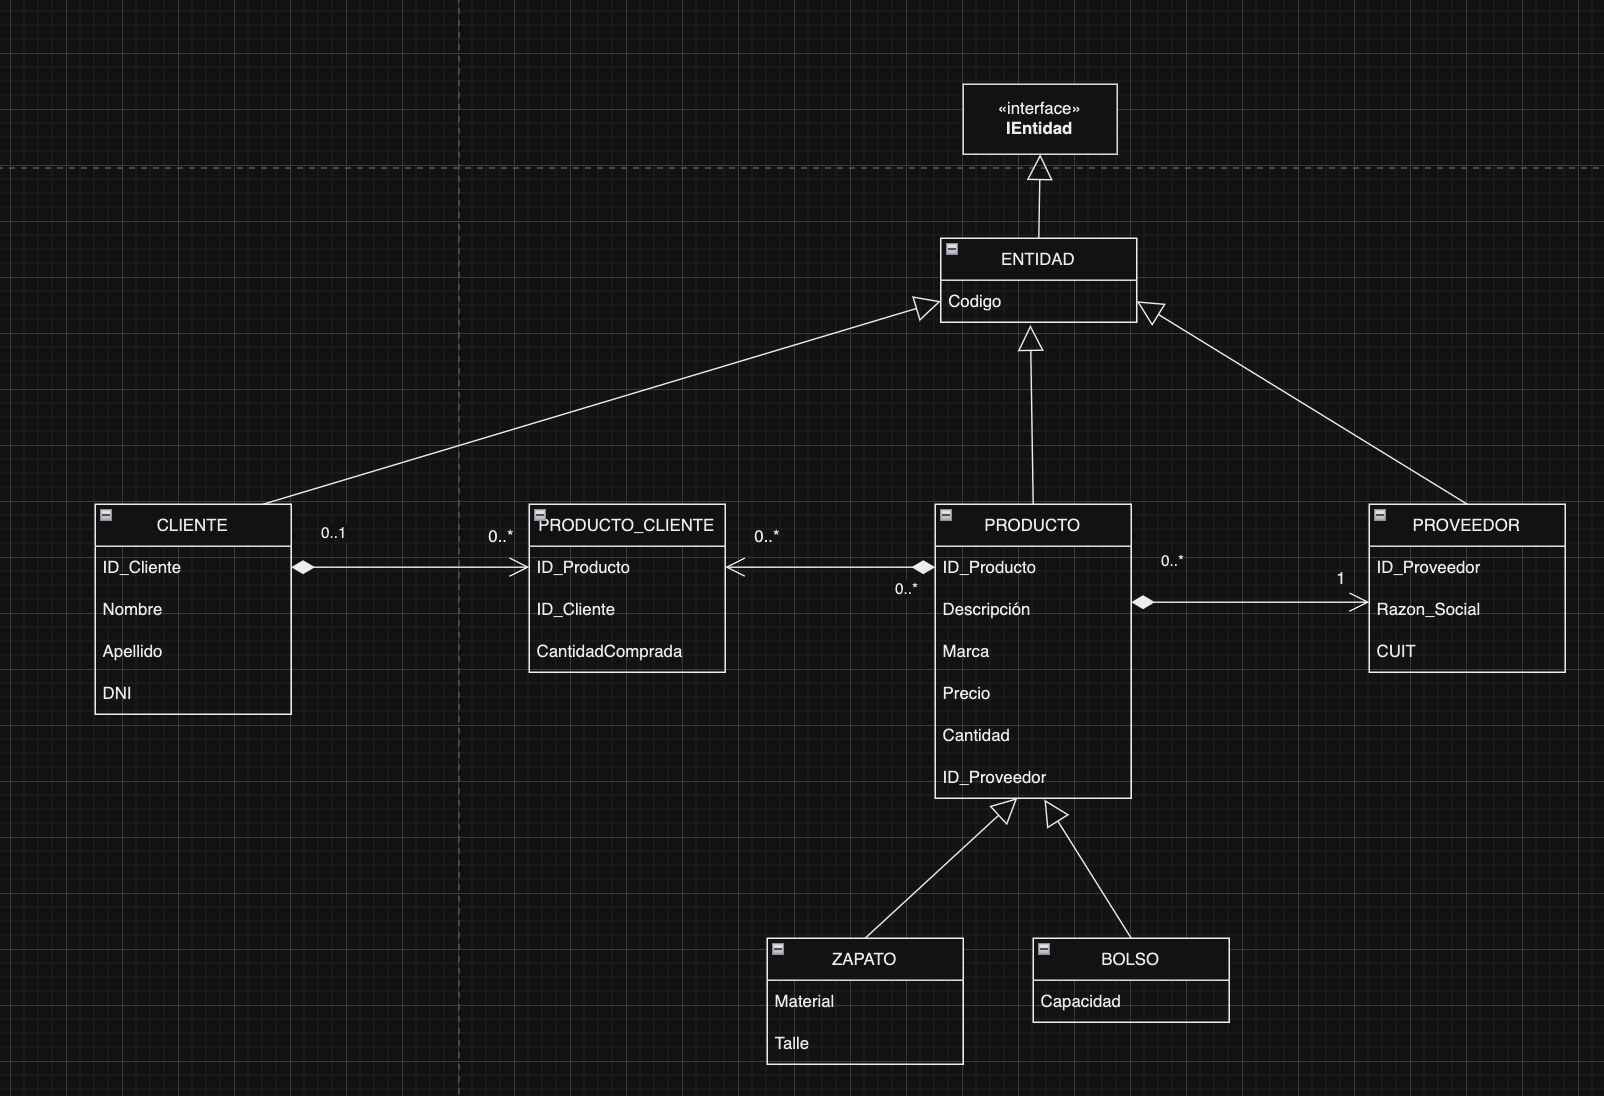 «interface»
IEntidad
ENTIDAD
Codigo
CLIENTE
ID_Cliente
Nombre
Apellido
DNI
0..1
0..*
PRODUCTO_CLIENTE
ID_Producto
ID_Cliente
CantidadComprada
0..*
0..*
PRODUCTO
ID_Producto
Descripción
Marca
Precio
Cantidad
ID_Proveedor
0..*
1
PROVEEDOR
ID_Proveedor
Razon_Social
CUIT
ZAPATO
Material
Talle
BOLSO
Capacidad